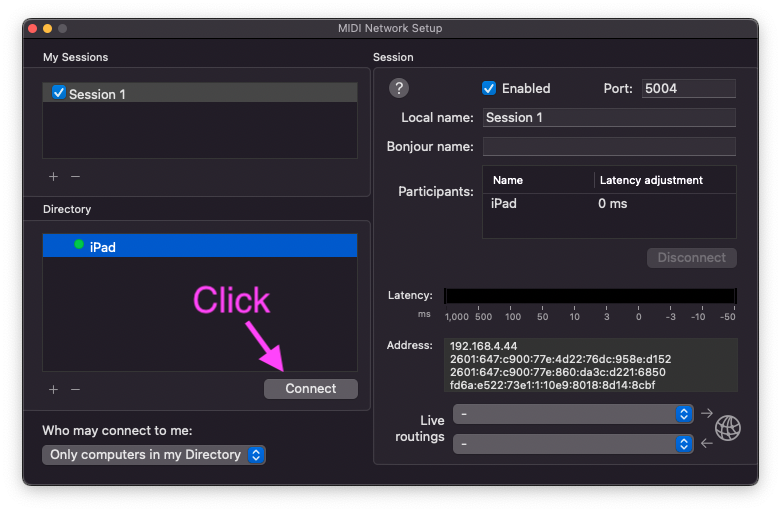 MIDI Network Setup
My Sessions
Session 1
+ −
Directory
iPad
Click
+ −
Connect
Who may connect to me:
Only computers in my Directory
Session
?
Enabled
Port: 5004
Local name: Session 1
Bonjour name:
Participants:
Name Latency adjustment
iPad 0 ms
Disconnect
Latency:
ms 1,000 500 100 50 10 3 0 -3 -10 -50
Address:
192.168.4.44
2601:647:c900:77e:4d22:76dc:958e:d152
2601:647:c900:77e:860:da3c:d221:6850
fd6a:e522:73e1:1:10e9:8018:8d14:8cbf
Live
routings
-
-